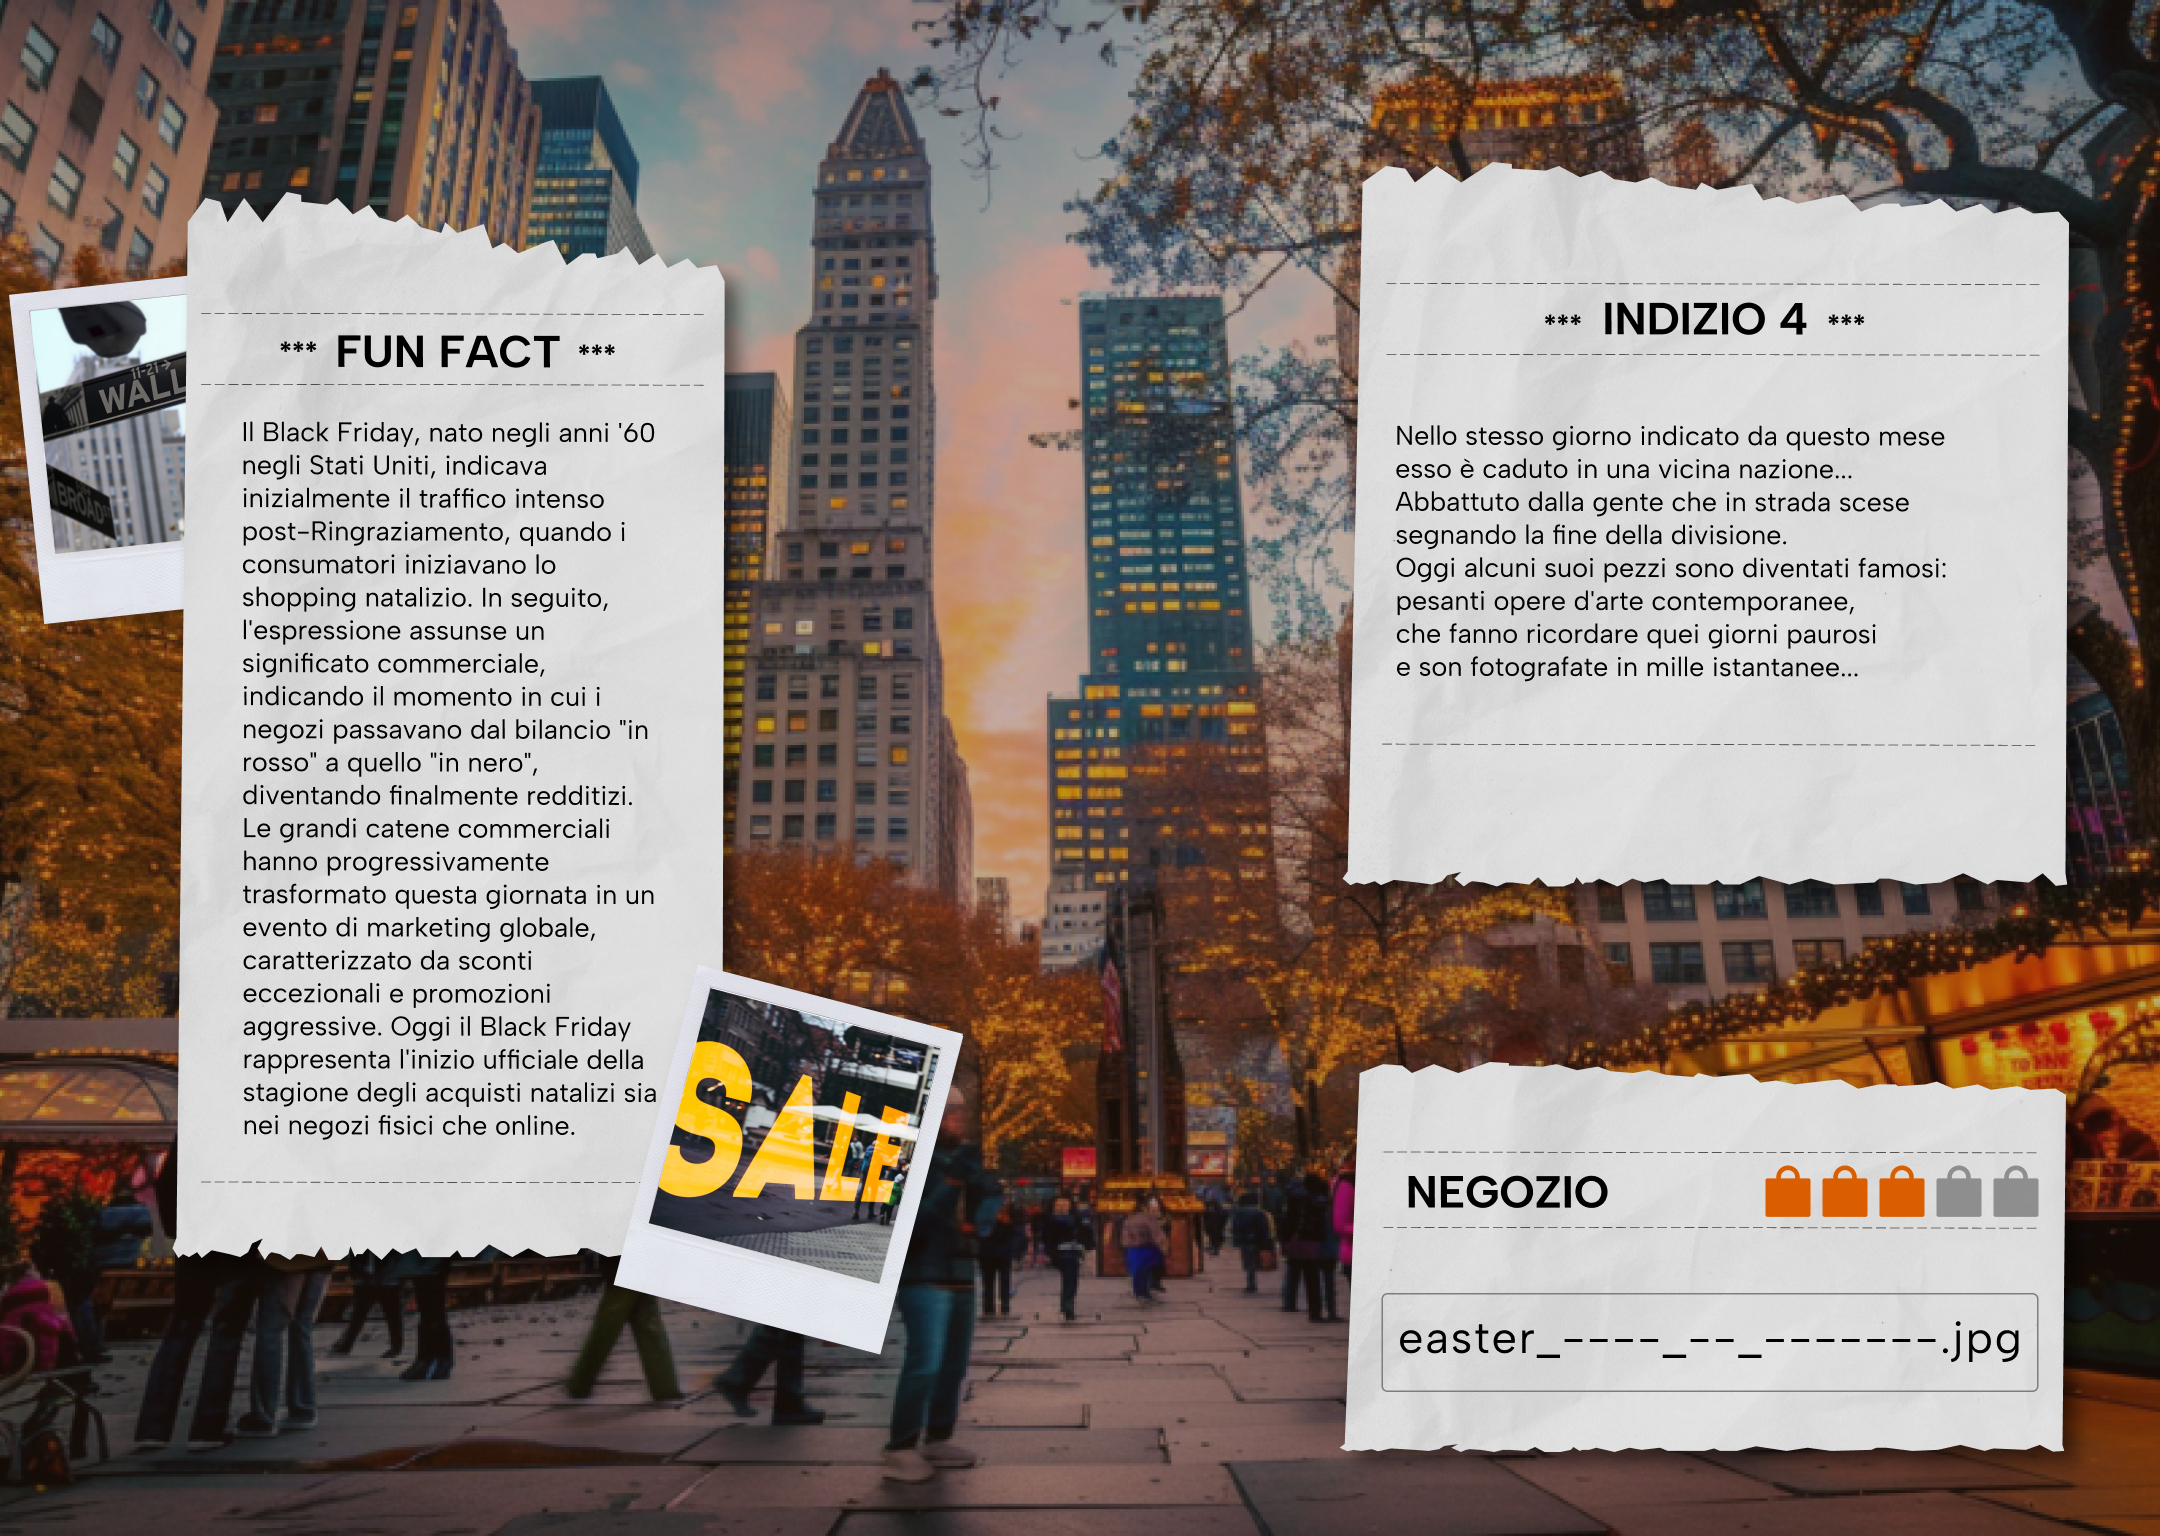 *** FUN FACT ***
Il Black Friday, nato negli anni '60
negli Stati Uniti, indicava
inizialmente il traffico intenso
post-Ringraziamento, quando i
consumatori iniziavano lo
shopping natalizio. In seguito,
l'espressione assunse un
significato commerciale,
indicando il momento in cui i
negozi passavano dal bilancio "in
rosso" a quello "in nero",
diventando finalmente redditizi.
Le grandi catene commerciali
hanno progressivamente
trasformato questa giornata in un
evento di marketing globale,
caratterizzato da sconti
eccezionali e promozioni
aggressive. Oggi il Black Friday
rappresenta l'inizio ufficiale della
stagione degli acquisti natalizi sia
nei negozi fisici che online.
11-21
WALL
BROAD ST
SALE
*** INDIZIO 4 ***
Nello stesso giorno indicato da questo mese
esso è caduto in una vicina nazione...
Abbattuto dalla gente che in strada scese
segnando la fine della divisione.
Oggi alcuni suoi pezzi sono diventati famosi:
pesanti opere d'arte contemporanee,
che fanno ricordare quei giorni paurosi
e son fotografate in mille istantanee...
NEGOZIO
easter_----_--_-------.jpg